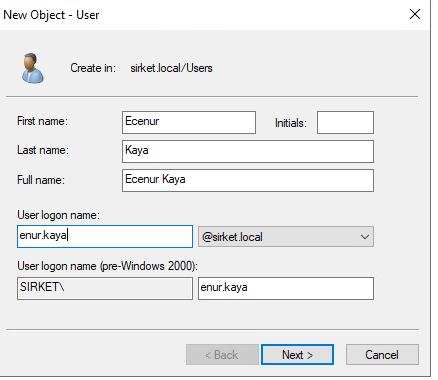 New Object - User
Create in: sirket.local/Users
First name: Ecenur Initials:
Last name: Kaya
Full name: Ecenur Kaya
User logon name:
enur.kaya @sirket.local
User logon name (pre-Windows 2000):
SIRKET\ enur.kaya
< Back Next > Cancel